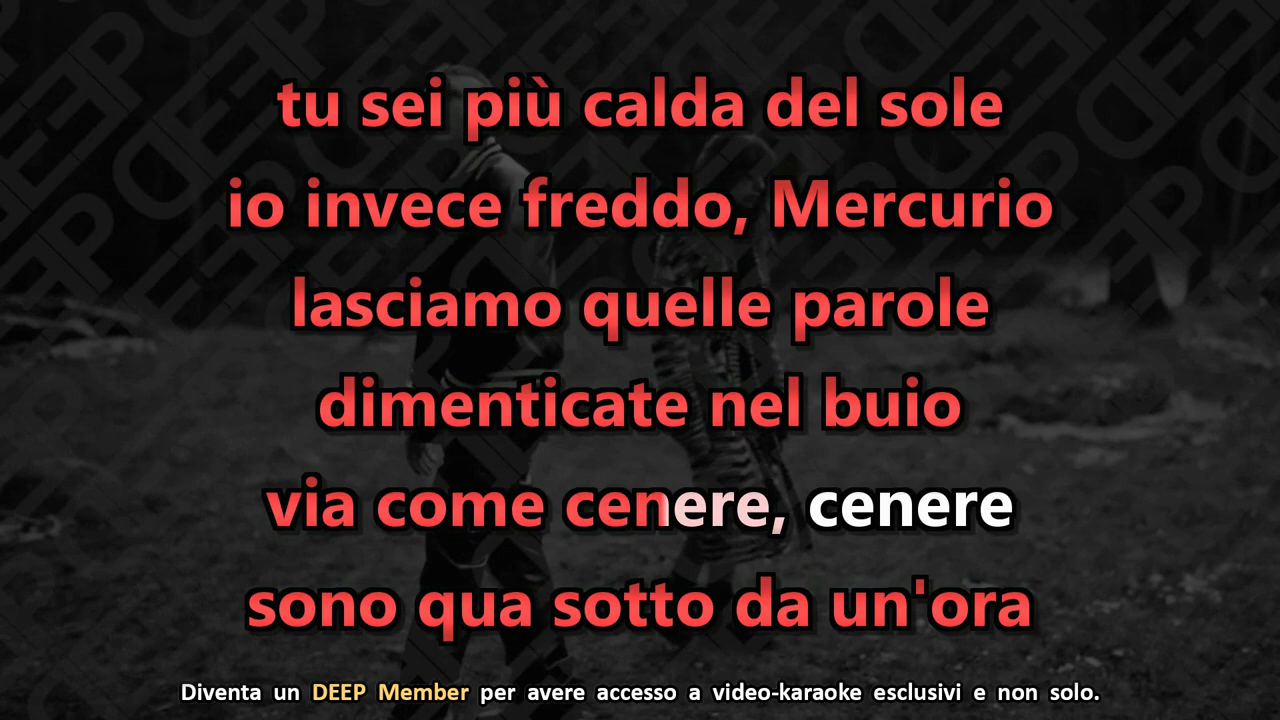 tu sei più calda del sole
io invece freddo, Mercurio
lasciamo quelle parole
dimenticate nel buio
via come cenere, cenere
sono qua sotto da un'ora
Diventa un DEEP Member per avere accesso a video-karaoke esclusivi e non solo.